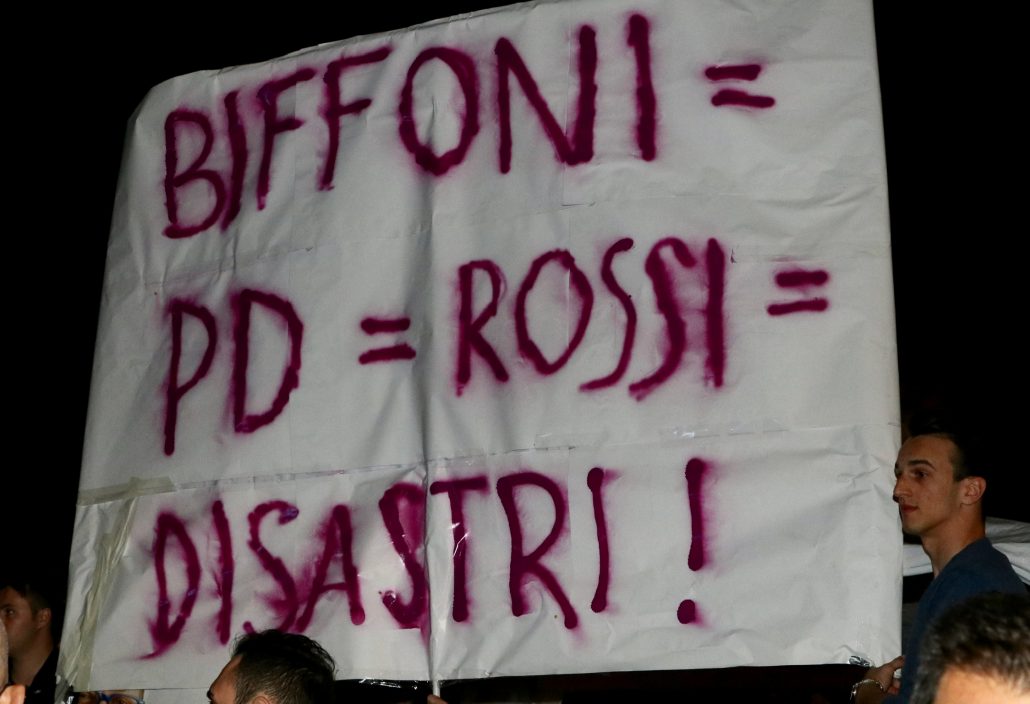 BIFFONI =
PD = ROSSI =
DISASTRI !